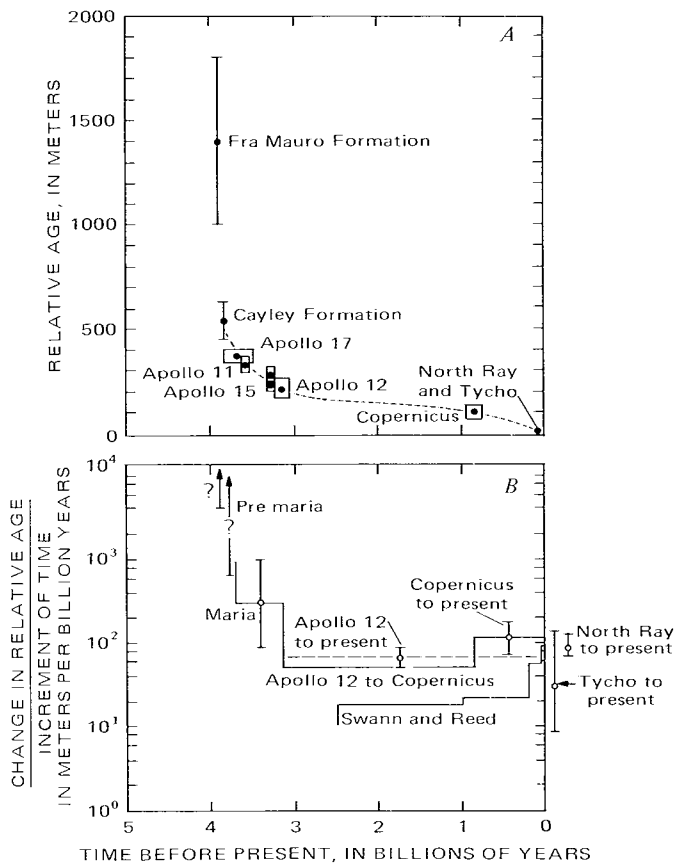 2000
1500
1000
500
0
RELATIVE AGE, IN METERS
A
Fra Mauro Formation
Cayley Formation
Apollo 17
Apollo 11
Apollo 15
Apollo 12
North Ray
and Tycho
Copernicus
10⁴
10³
10²
10¹
10⁰
CHANGE IN RELATIVE AGE
INCREMENT OF TIME
IN METERS PER BILLION YEARS
B
?
?
Pre maria
Maria
Apollo 12
to present
Copernicus
to present
Apollo 12 to Copernicus
Swann and Reed
North Ray
to present
Tycho to
present
5 4 3 2 1 0
TIME BEFORE PRESENT, IN BILLIONS OF YEARS